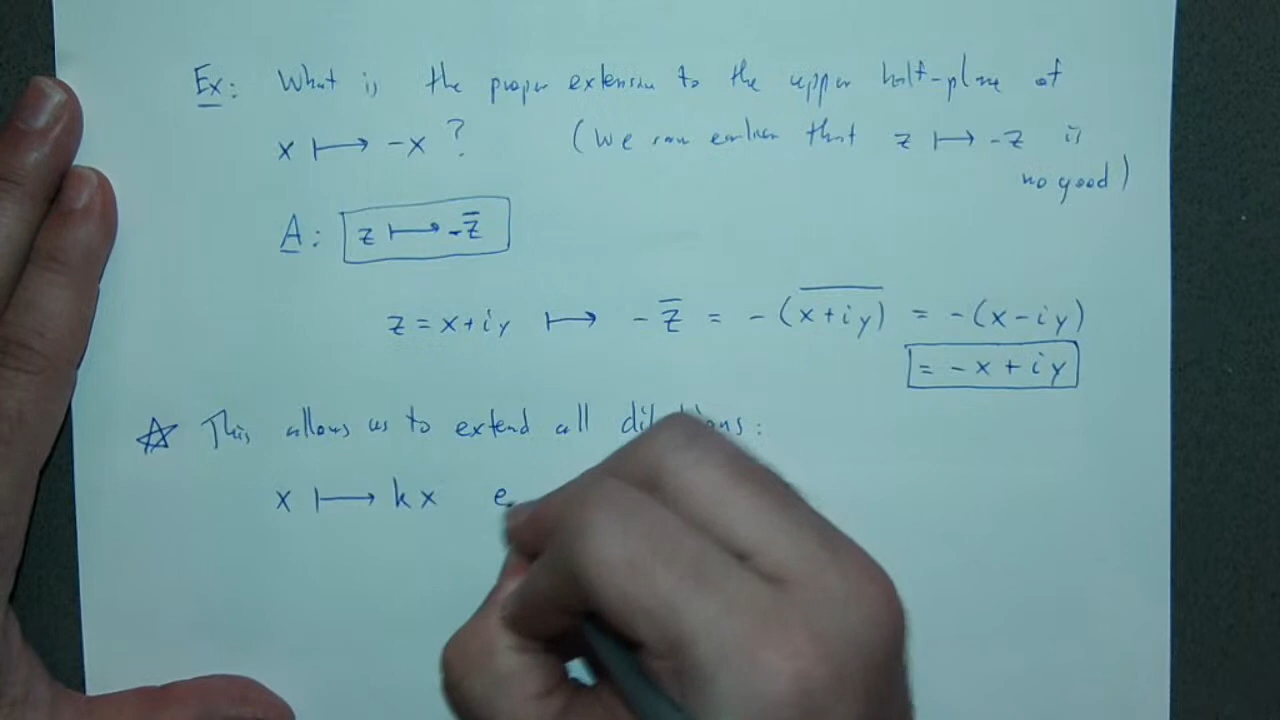 Ex: What is the proper extension to the upper half-plane of
x ⟼ -x ? (We saw earlier that z ⟼ -z is
no good)
A: z ⟼ -z̅
z = x+iy ⟼ -z̅ = -(\overline{x+iy}) = -(x-iy)
= -x+iy
☆ This allows us to extend all
x ⟼ kx